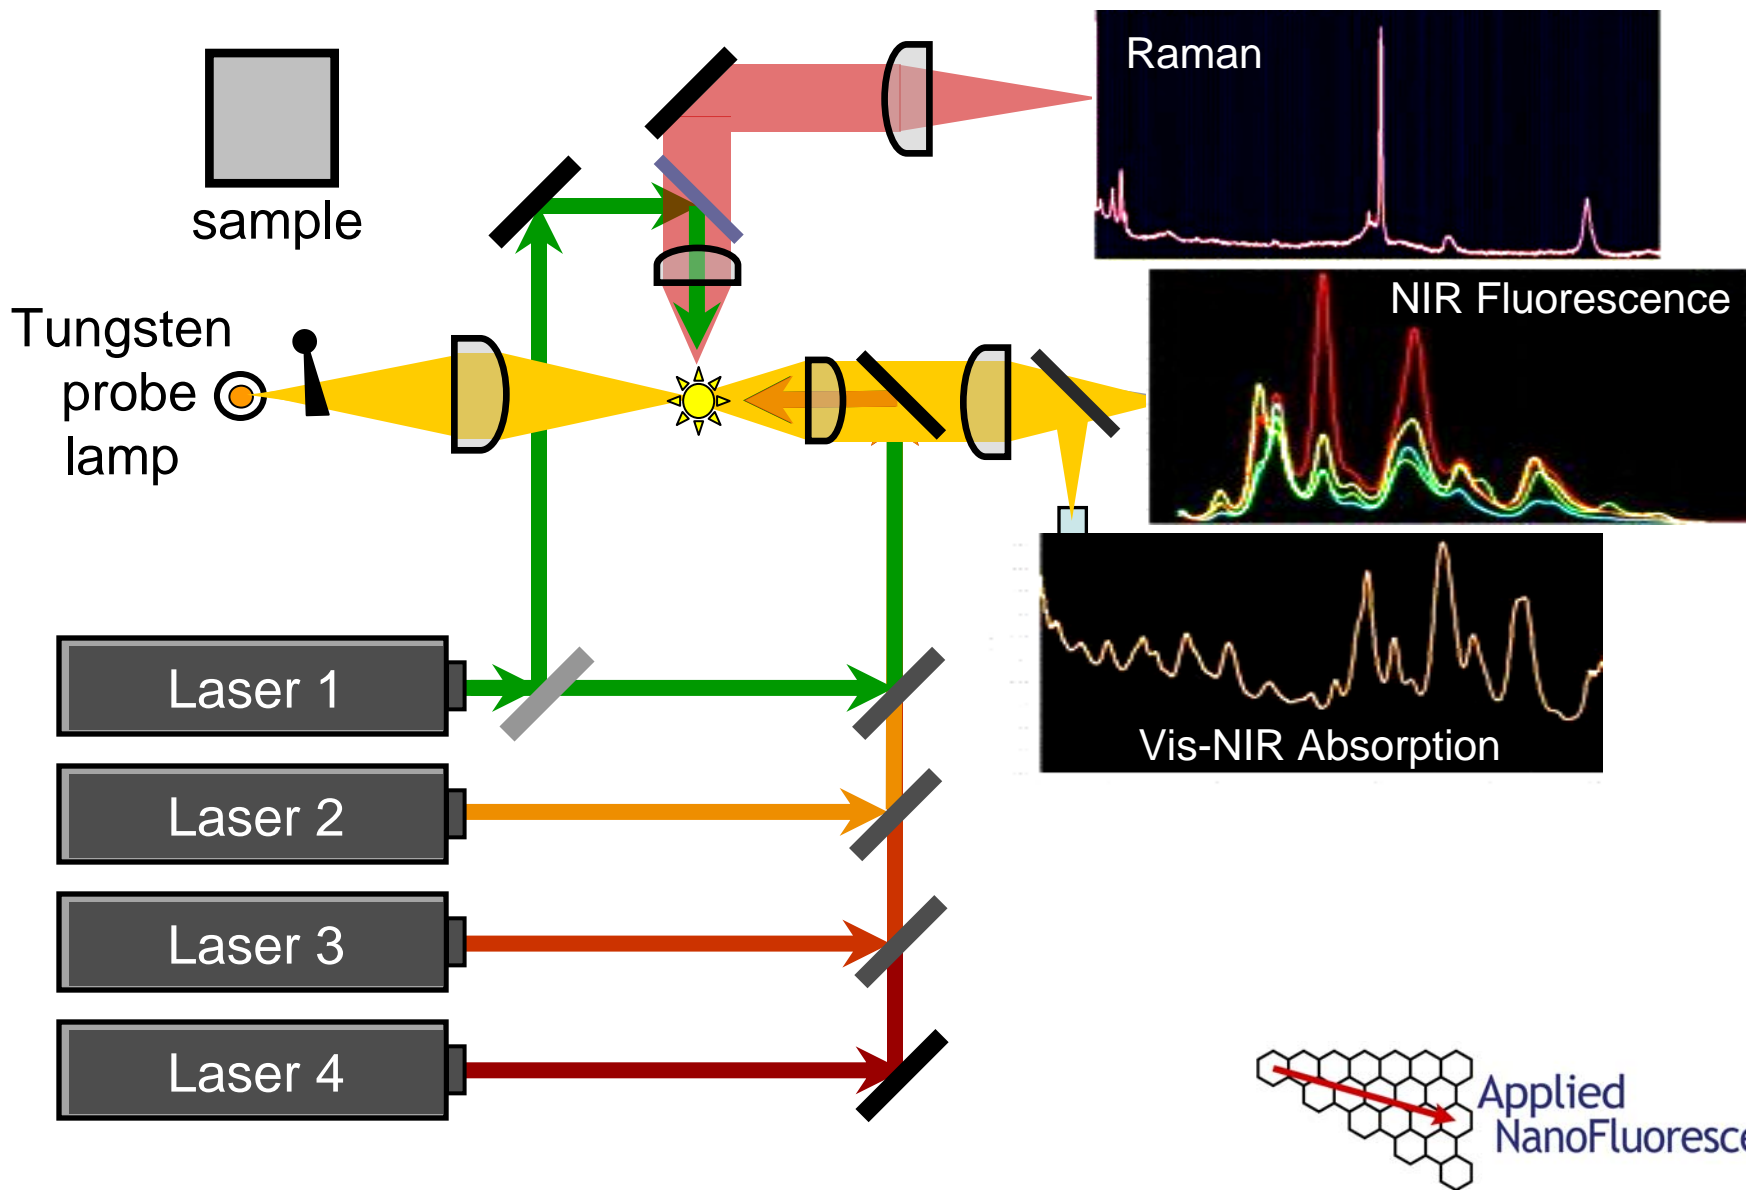 Raman
sample
NIR Fluorescence
Tungsten
probe
lamp
Vis-NIR Absorption
Laser 1
Laser 2
Laser 3
Laser 4
Applied
NanoFluoresce